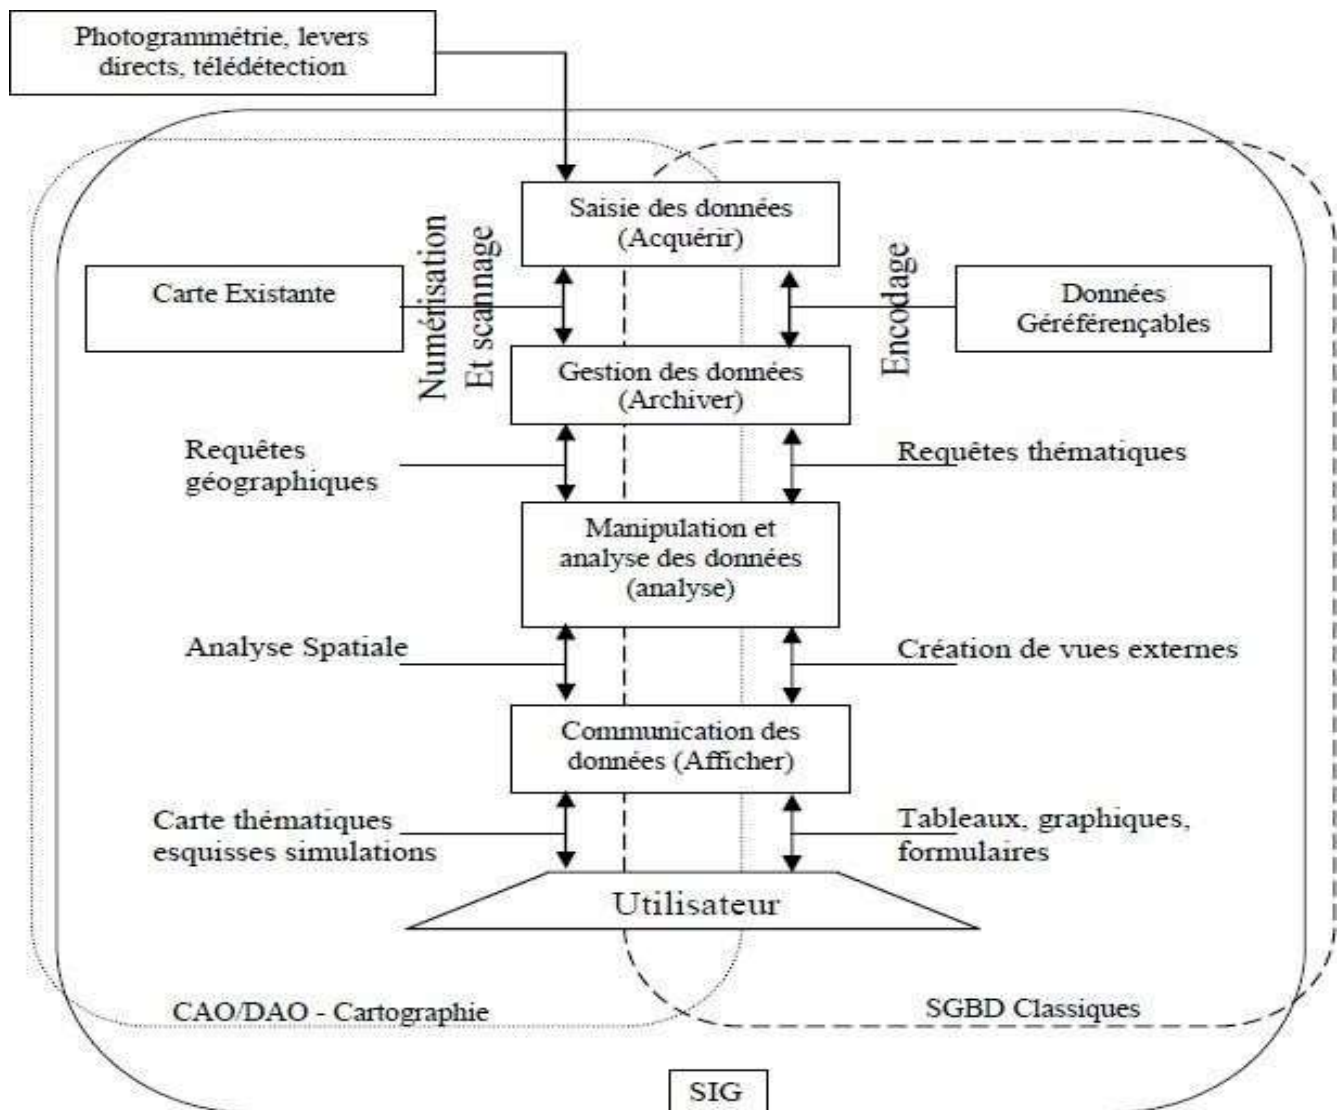 Photogrammétrie, levers
directs, télédétection
Saisie des données
(Acquérir)
Numérisation
Et scannage
Encodage
Carte Existante
Données
Géréférençables
Gestion des données
(Archiver)
Requêtes
géographiques
Requêtes thématiques
Manipulation et
analyse des données
(analyse)
Analyse Spatiale
Création de vues externes
Communication des
données (Afficher)
Carte thématiques
esquisses simulations
Tableaux, graphiques,
formulaires
Utilisateur
CAO/DAO - Cartographie
SGBD Classiques
SIG